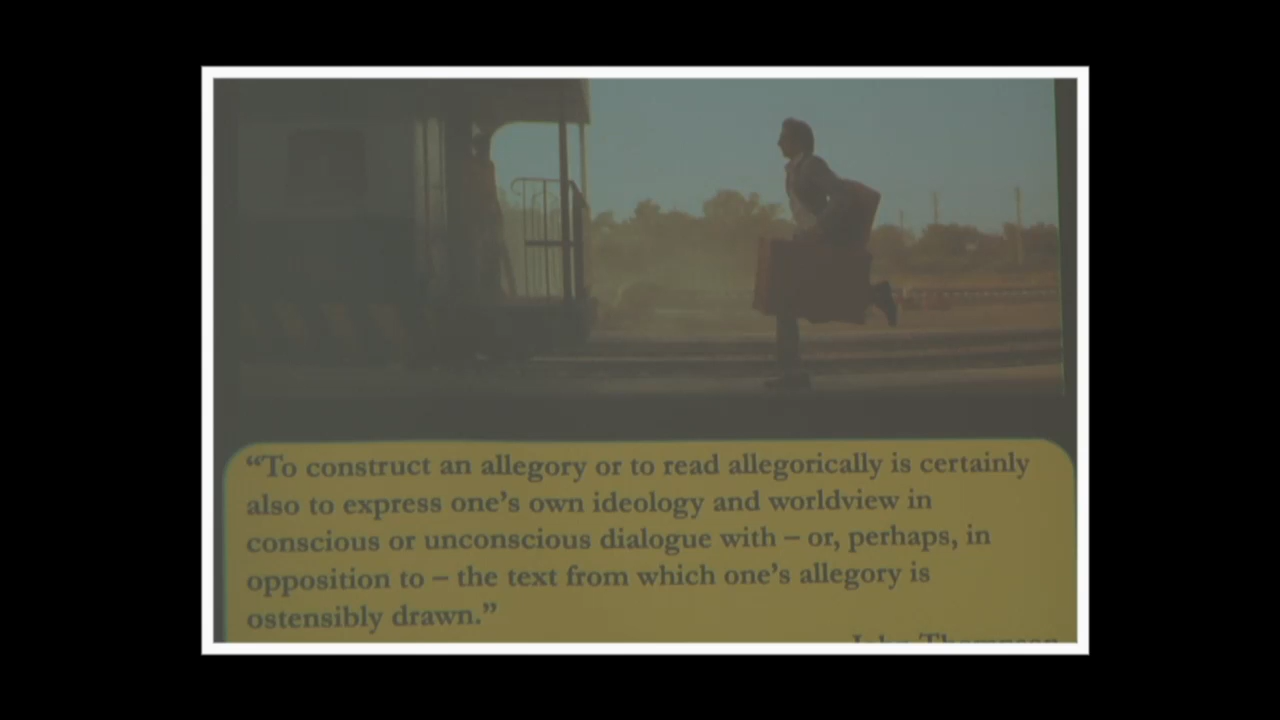 “To construct an allegory or to read allegorically is certainly
also to express one’s own ideology and worldview in
conscious or unconscious dialogue with – or, perhaps, in
opposition to – the text from which one’s allegory is
ostensibly drawn.”
John Thompson